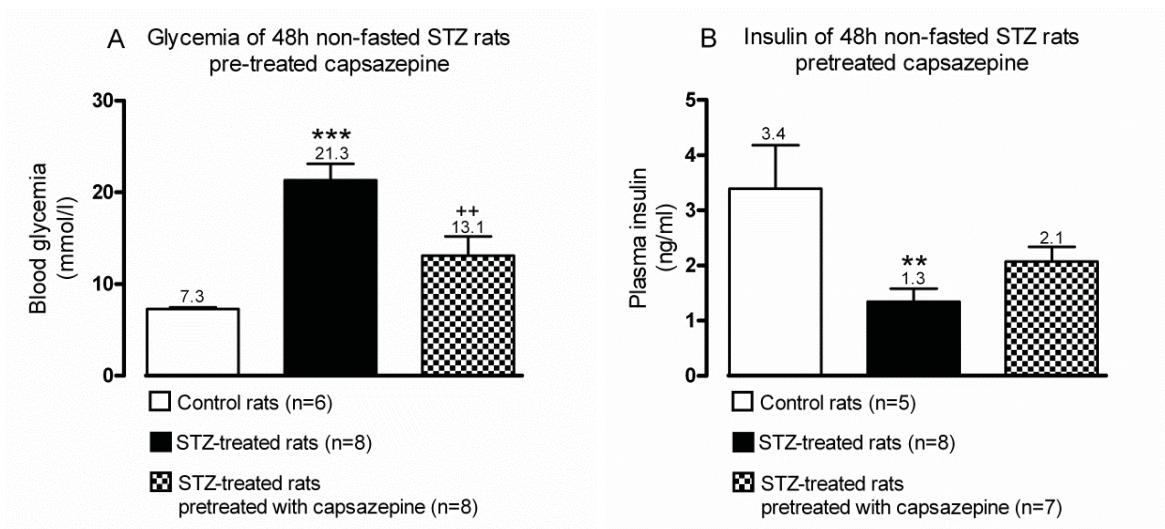 A Glycemia of 48h non-fasted STZ rats
pre-treated capsazepine
Blood glycemia
(mmol/l)
30
20
10
0
7.3
***
21.3
++
13.1
Control rats (n=6)
STZ-treated rats (n=8)
STZ-treated rats
pretreated with capsazepine (n=8)
B Insulin of 48h non-fasted STZ rats
pretreated capsazepine
Plasma insulin
(ng/ml)
5
4
3
2
1
0
3.4
**
1.3
2.1
Control rats (n=5)
STZ-treated rats (n=8)
STZ-treated rats
pretreated with capsazepine (n=7)